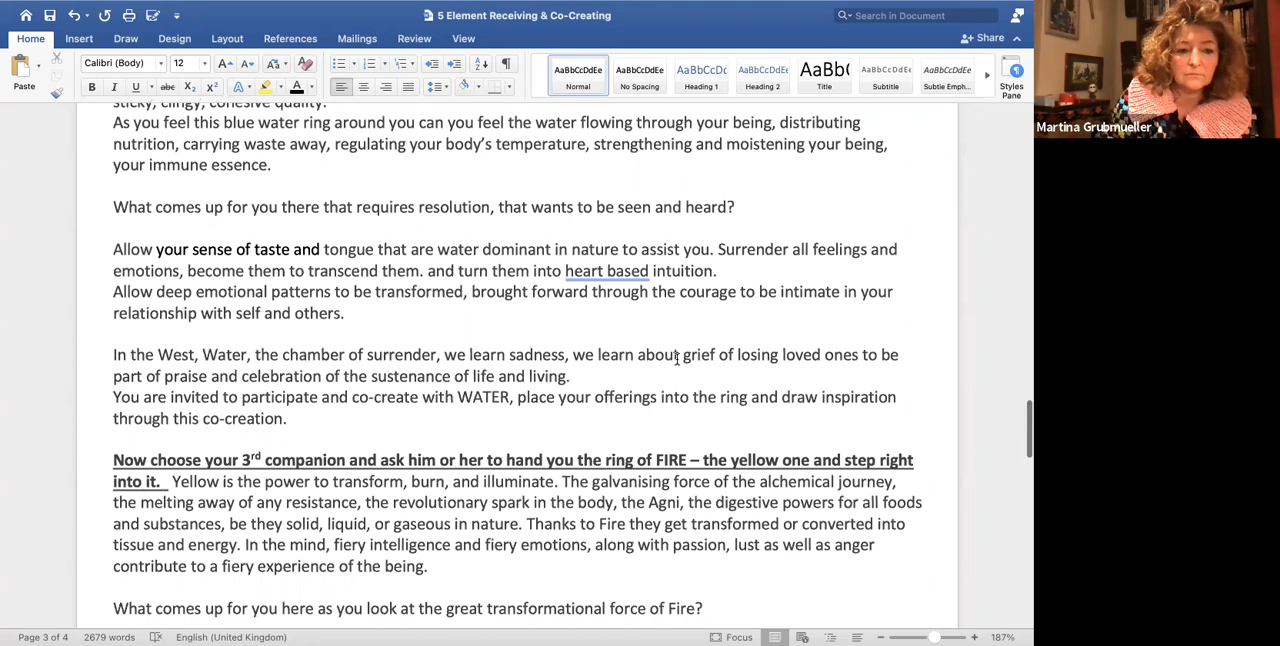 5 Element Receiving & Co-Creating
Search in Document
Home Insert Draw Design Layout References Mailings Review View
Share
Paste
Calibri (Body) 12
AaBbCcDdEe AaBbCcDdEe AaBbCcDc AaBbCcDdEe AaBb( AaBbCcDdEe AaBbCcDdEe
Normal No Spacing Heading 1 Heading 2 Title Subtitle Subtle Emph...
Styles
Pane
B I U abc X₂ X² A A
sticky, clingy, cohesive quality?
As you feel this blue water ring around you can you feel the water flowing through your being, distributing
nutrition, carrying waste away, regulating your body's temperature, strengthening and moistening your being,
your immune essence.
What comes up for you there that requires resolution, that wants to be seen and heard?
Allow your sense of taste and tongue that are water dominant in nature to assist you. Surrender all feelings and
emotions, become them to transcend them. and turn them into heart based intuition.
Allow deep emotional patterns to be transformed, brought forward through the courage to be intimate in your
relationship with self and others.
In the West, Water, the chamber of surrender, we learn sadness, we learn about grief of losing loved ones to be
part of praise and celebration of the sustenance of life and living.
You are invited to participate and co-create with WATER, place your offerings into the ring and draw inspiration
through this co-creation.
Now choose your 3rd companion and ask him or her to hand you the ring of FIRE – the yellow one and step right
into it. Yellow is the power to transform, burn, and illuminate. The galvanising force of the alchemical journey,
the melting away of any resistance, the revolutionary spark in the body, the Agni, the digestive powers for all foods
and substances, be they solid, liquid, or gaseous in nature. Thanks to Fire they get transformed or converted into
tissue and energy. In the mind, fiery intelligence and fiery emotions, along with passion, lust as well as anger
contribute to a fiery experience of the being.
What comes up for you here as you look at the great transformational force of Fire?
Page 3 of 4 2679 words English (United Kingdom) Focus 187%
Martina Grubmueller